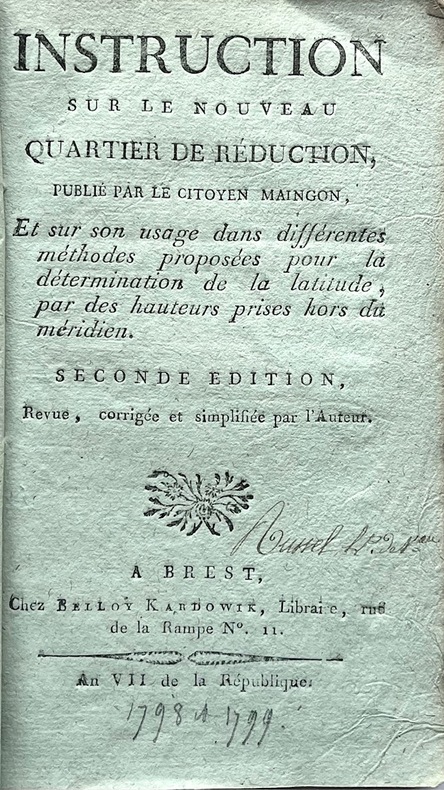 INSTRUCTION
SUR LE NOUVEAU
QUARTIER DE RÉDUCTION,
PUBLIÉ PAR LE CITOYEN MAINGON,
Et sur son usage dans différentes
méthodes proposées pour la
détermination de la latitude,
par des hauteurs prises hors du
méridien.
SECONDE EDITION,
Revue, corrigée et simplifiée par l'Auteur.
A BREST,
Chez BELLOY KARDOWIK, Libraire, rue
de la Rampe N°. 11.
An VII de la République.
1798 à 1799.